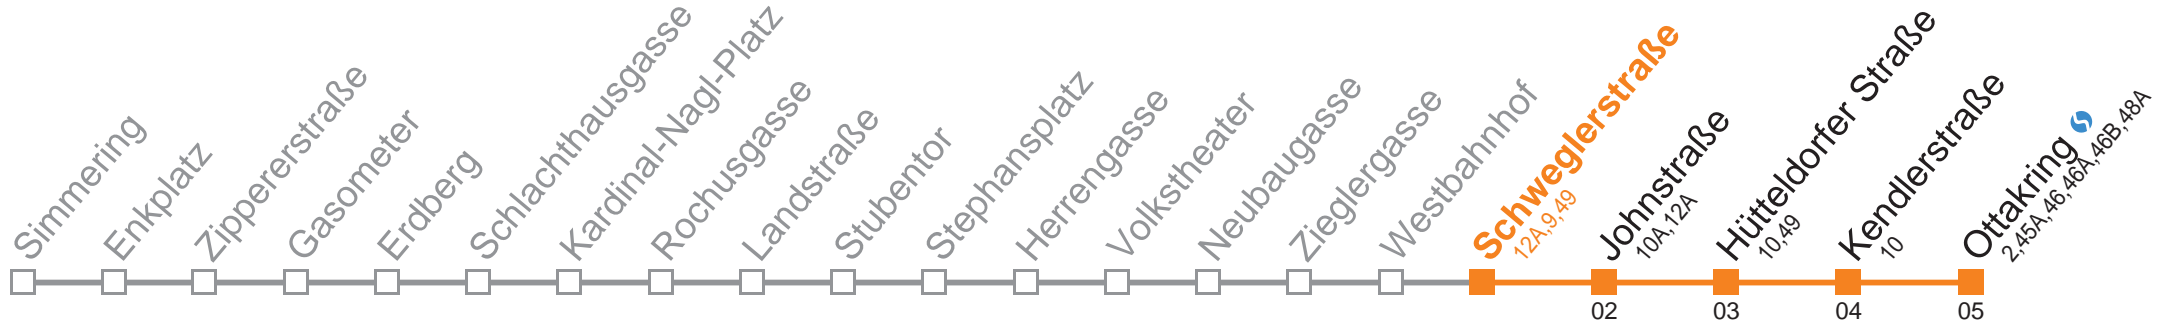 Simmering
Enkplatz
Zippererstraße
Gasometer
Erdberg
Schlachthausgasse
Kardinal-Nagl-Platz
Rochusgasse
Landstraße
Stubentor
Stephansplatz
Herrengasse
Volkstheater
Neubaugasse
Zieglergasse
Westbahnhof
Schweglerstraße
12A,9,49
Johnstraße
10A,12A
02
Hütteldorfer Straße
10,49
03
Kendlerstraße
10
04
Ottakring
2,45A,46,46A,46B,48A
05